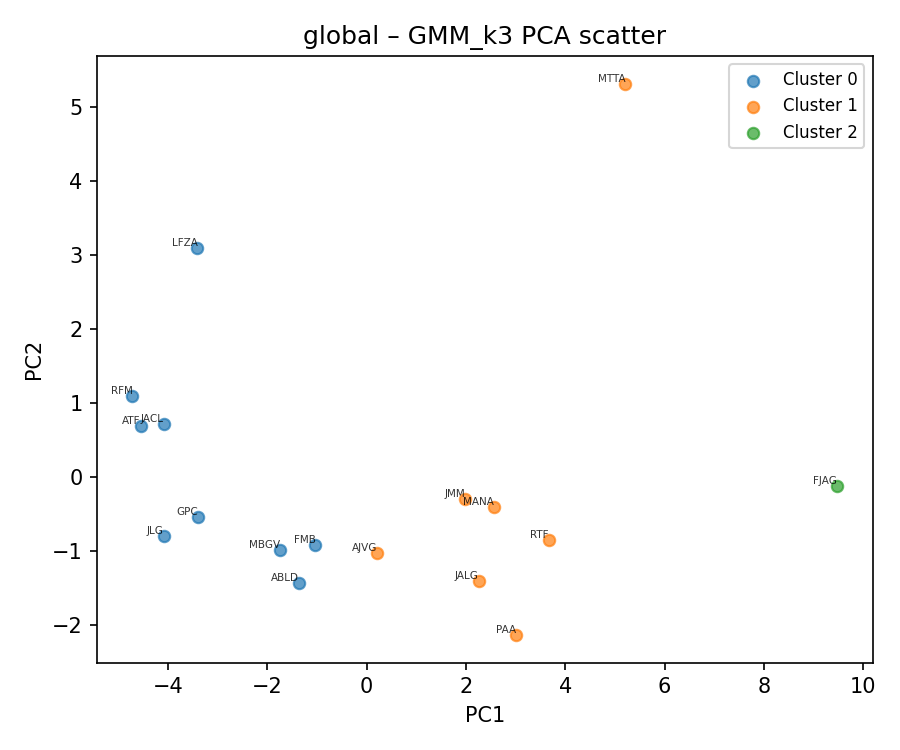 global – GMM_k3 PCA scatter
Cluster 0
Cluster 1
Cluster 2
MTTA
LFZA
RFM
ATF
JACL
FJAG
JMM
MANA
GPC
JLG
RTF
MBGV
FMB
AJVG
ABLD
JALG
PAA
5
4
3
2
1
0
−1
−2
PC2
−4
−2
0
2
4
6
8
10
PC1